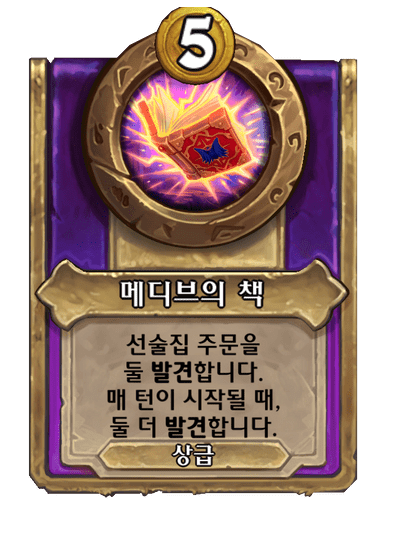 5
메디브의 책
선술집 주문을
둘 발견합니다.
매 턴이 시작될 때,
둘 더 발견합니다.
상급